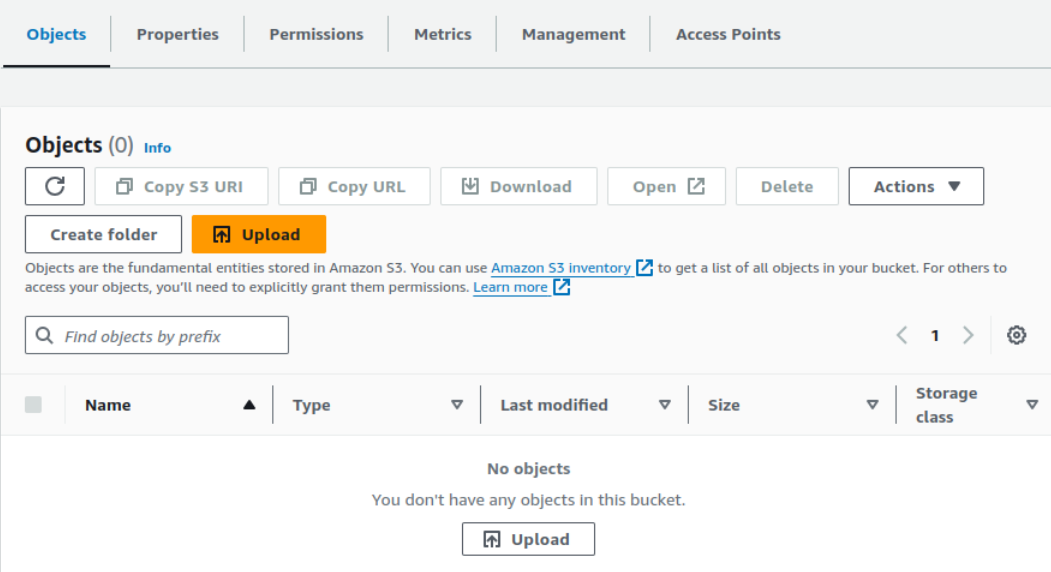 Objects Properties Permissions Metrics Management Access Points
Objects (0) Info
Copy S3 URI Copy URL Download Open Delete Actions
Create folder Upload
Objects are the fundamental entities stored in Amazon S3. You can use Amazon S3 inventory to get a list of all objects in your bucket. For others to
access your objects, you'll need to explicitly grant them permissions. Learn more
Find objects by prefix 1
Name Type Last modified Size Storage
class
No objects
You don't have any objects in this bucket.
Upload